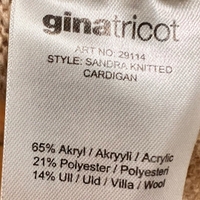 ginatricot
ART NO: 29114
STYLE: SANDRA KNITTED
CARDIGAN
65% Akryl / Akryyli / Acrylic
21% Polyester / Polyesteri
14% Ull / Uld / Villa / Wool